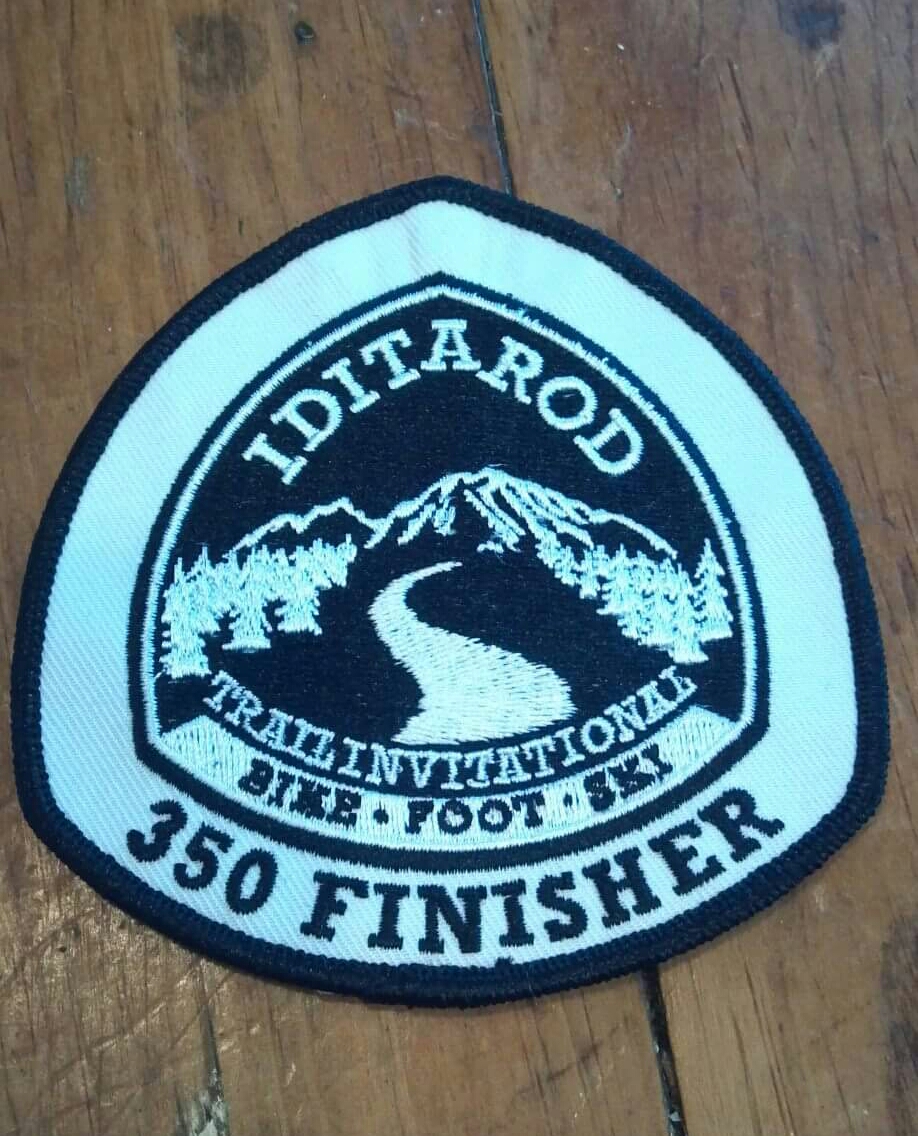 IDITAROD
TRAIL INVITATIONAL
BIKE • FOOT • SKI
350 FINISHER